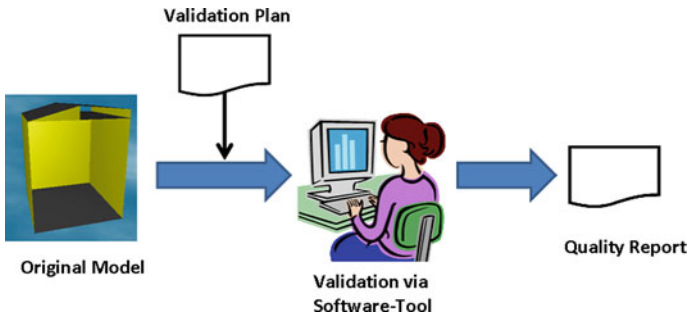 Validation Plan
Original Model
Validation via
Software-Tool
Quality Report